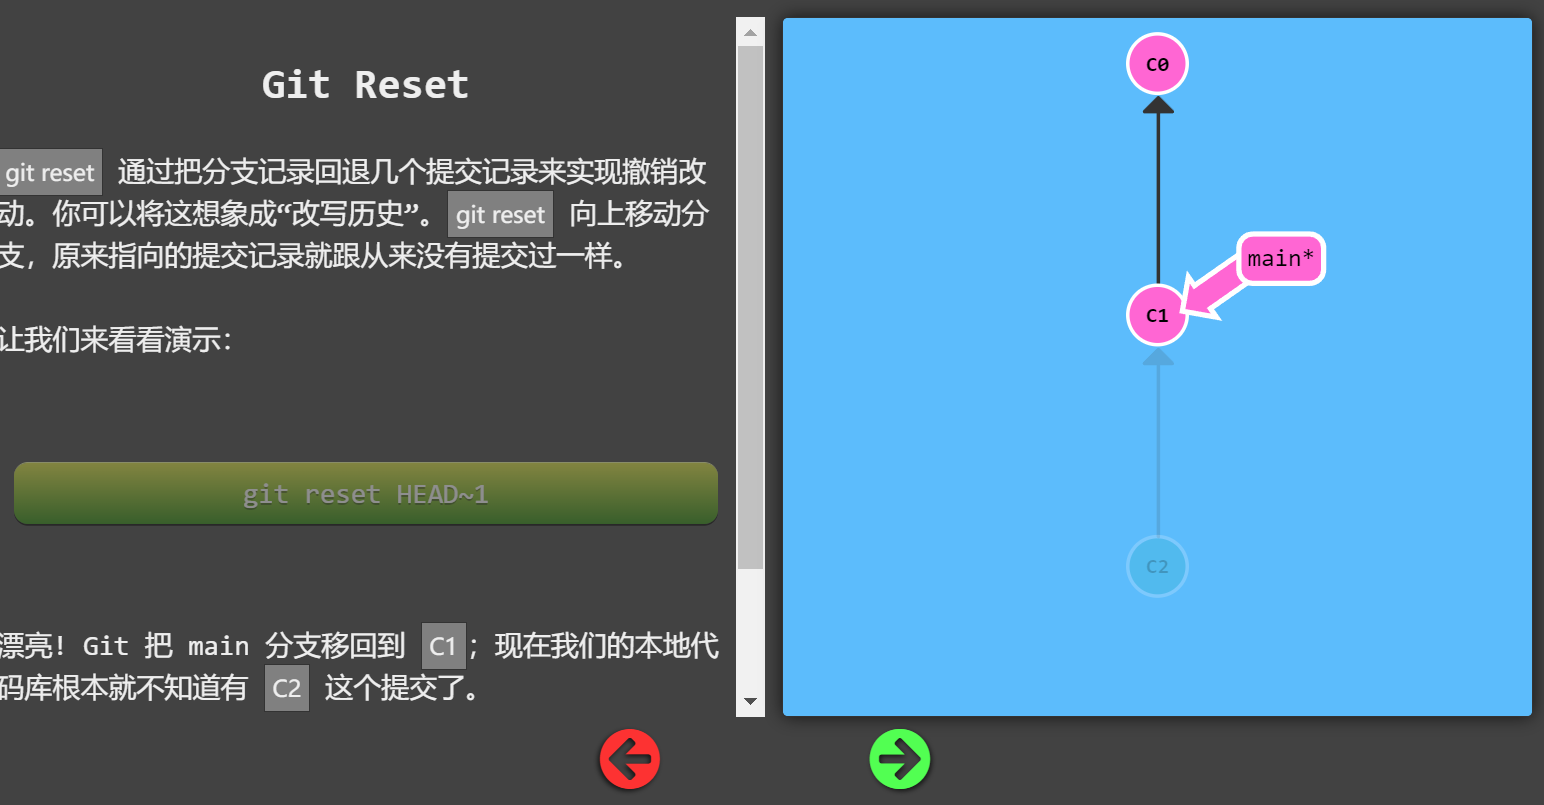 Git Reset
git reset 通过把分支记录回退几个提交记录来实现撤销改
动。你可以将这想象成“改写历史”。git reset 向上移动分
支，原来指向的提交记录就跟从来没有提交过一样。
让我们来看看演示：
git reset HEAD~1
漂亮! Git 把 main 分支移回到 C1；现在我们的本地代
码库根本就不知道有 C2 这个提交了。
C0
main*
C1
C2